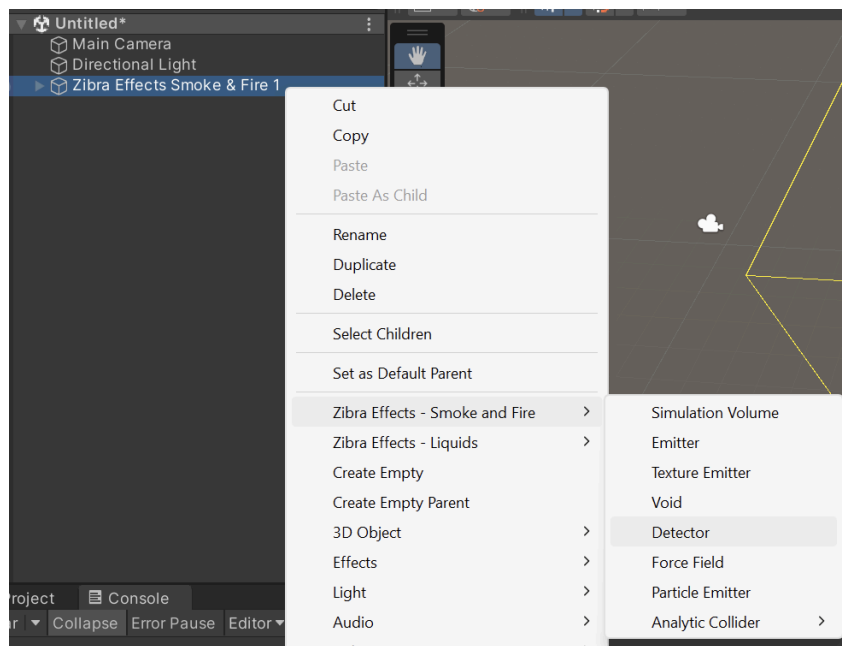 Untitled*
Main Camera
Directional Light
Zibra Effects Smoke & Fire 1
Cut
Copy
Paste
Paste As Child
Rename
Duplicate
Delete
Select Children
Set as Default Parent
Zibra Effects - Smoke and Fire
Zibra Effects - Liquids
Create Empty
Create Empty Parent
3D Object
Effects
Light
Audio
Simulation Volume
Emitter
Texture Emitter
Void
Detector
Force Field
Particle Emitter
Analytic Collider
Console
Collapse Error Pause Editor